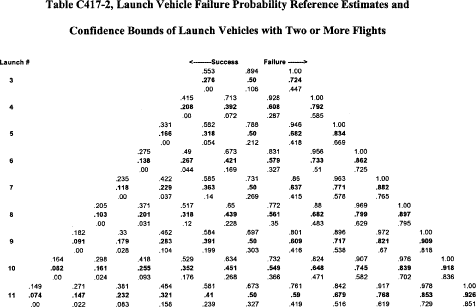 Table C417-2, Launch Vehicle Failure Probability Reference Estimates and
Confidence Bounds of Launch Vehicles with Two or More Flights
Launch # <-------Success Failure ------>
.553 .894 1.00
3 .276 .50 .724
.00 .106 .447
.415 .713 .928 1.00
4 .208 .392 .608 .792
.00 .072 .287 .585
.331 .582 .788 .946 1.00
5 .166 .318 .50 .682 .834
.00 .054 .212 .418 .669
.275 .49 .673 .831 .956 1.00
6 .138 .267 .421 .579 .733 .862
.00 .044 .169 .327 .51 .725
.235 .422 .585 .731 .86 .963 1.00
7 .118 .229 .363 .50 .637 .771 .882
.00 .037 .14 .269 .415 .578 .765
.205 .371 .517 .65 .772 .88 .969 1.00
8 .103 .201 .318 .439 .561 .682 .799 .897
.00 .031 .12 .228 .35 .483 .629 .795
.182 .33 .462 .584 .697 .801 .896 .972 1.00
9 .091 .179 .283 .391 .50 .609 .717 .821 .909
.00 .028 .104 .199 .303 .416 .538 .67 .818
.164 .298 .418 .529 .634 .732 .824 .907 .976 1.00
10 .082 .161 .255 .352 .451 .549 .648 .745 .839 .918
.00 .024 .093 .176 .268 .366 .471 .582 .702 .836
.149 .271 .381 .484 .581 .673 .761 .842 .917 .978 1.00
11 .074 .147 .232 .321 .41 .50 .59 .679 .768 .853 .926
.00 .022 .083 .158 .239 .327 .419 .516 .619 .729 .851